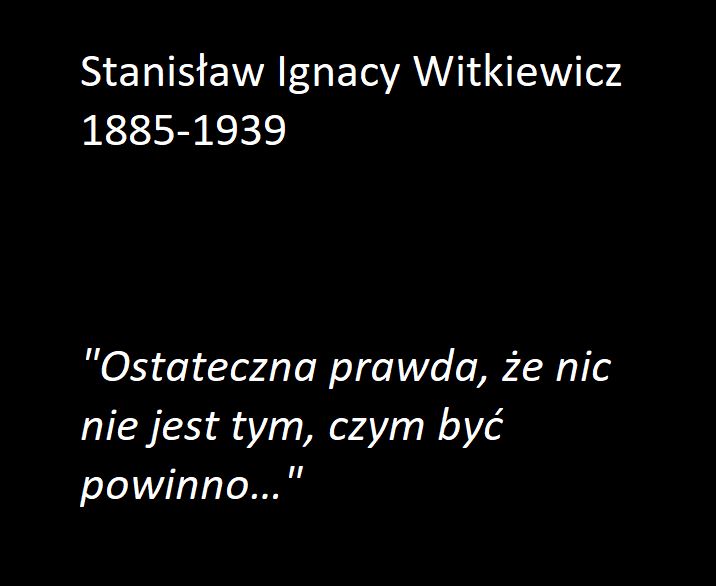 Stanisław Ignacy Witkiewicz
1885-1939
"Ostateczna prawda, że nic
nie jest tym, czym być
powinno..."